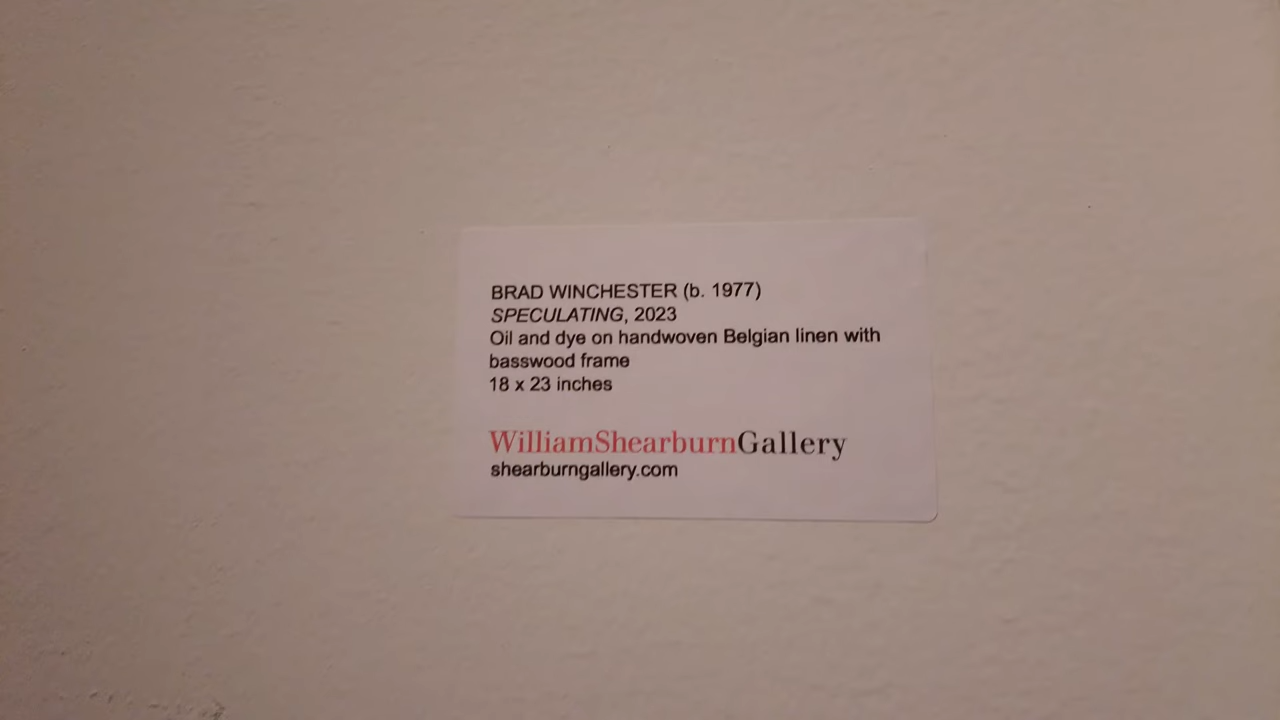 BRAD WINCHESTER (b. 1977)
SPECULATING, 2023
Oil and dye on handwoven Belgian linen with
basswood frame
18 x 23 inches
WilliamShearburnGallery
shearburngallery.com